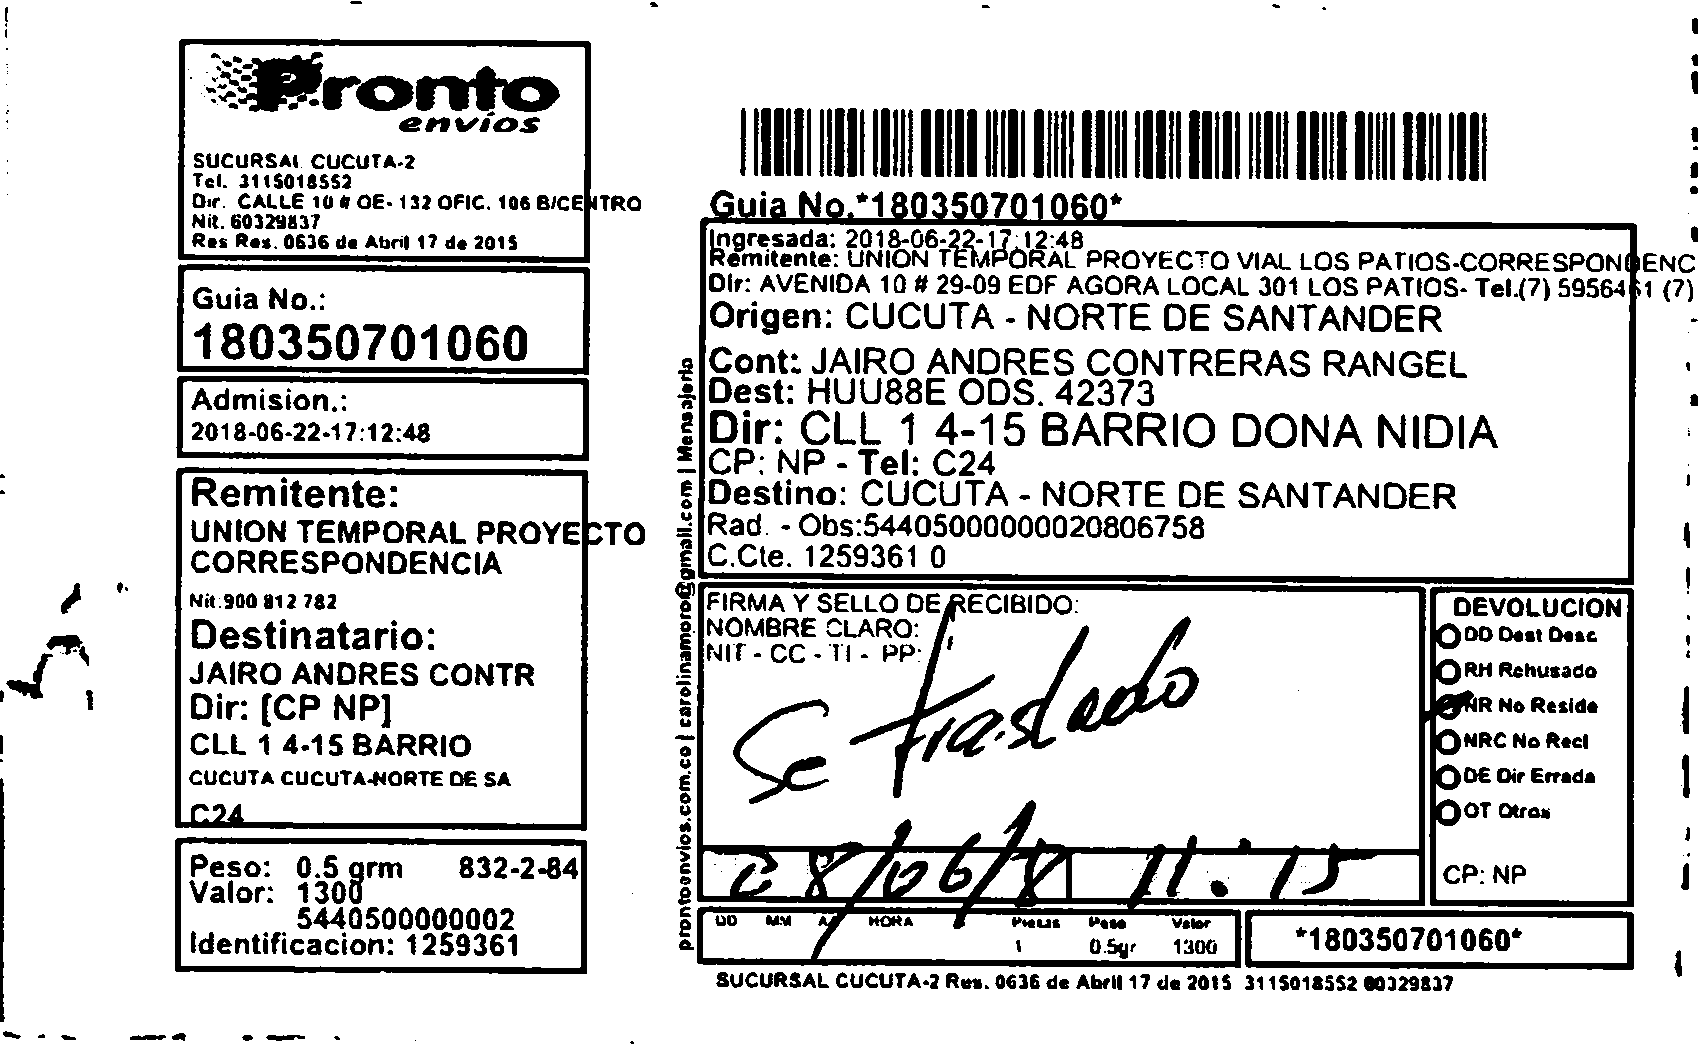 Pronto
envios
SUCURSAL CUCUTA-2
Tel. 3115018552
Dir. CALLE 10 # OE- 132 OFIC. 106 B/CENTRO
Nit. 60329837
Res Res. 0636 de Abril 17 de 2015
Guia No.:
180350701060
Admision.:
2018-06-22-17:12:48
Remitente:
UNION TEMPORAL PROYECTO
CORRESPONDENCIA
Nit:900 812 782
Destinatario:
JAIRO ANDRES CONTR
Dir: [CP NP]
CLL 1 4-15 BARRIO
CUCUTA CUCUTA-NORTE DE SA
C24
Peso: 0.5 grm 832-2-84
Valor: 1300
5440500000002
Identificacion: 1259361
prontoenvios.com.co | carolinamoro@gmail.com | Mensajerio
Guia No.*180350701060*
Ingresada: 2018-06-22-17:12:48
Remitente: UNION TEMPORAL PROYECTO VIAL LOS PATIOS-CORRESPONDENC
Dir: AVENIDA 10 # 29-09 EDF AGORA LOCAL 301 LOS PATIOS- Tel.(7) 5956461 (7)
Origen: CUCUTA - NORTE DE SANTANDER
Cont: JAIRO ANDRES CONTRERAS RANGEL
Dest: HUU88E ODS. 42373
Dir: CLL 1 4-15 BARRIO DONA NIDIA
CP: NP - Tel: C24
Destino: CUCUTA - NORTE DE SANTANDER
Rad. - Obs:54405000000020806758
C.Cte. 1259361 0
FIRMA Y SELLO DE RECIBIDO:
NOMBRE CLARO:
NIT - CC - TI - PP:
Se traslado
28/06/18 11:15
DD MM AA HORA Piezas Peso Valor
1 0.5gr 1300
DEVOLUCION
DD Dest Desc
RH Rehusado
NR No Reside
NRC No Recl
DE Dir Errada
OT Otros
CP: NP
*180350701060*
SUCURSAL CUCUTA-2 Res. 0636 de Abril 17 de 2015 3115018552 60329837